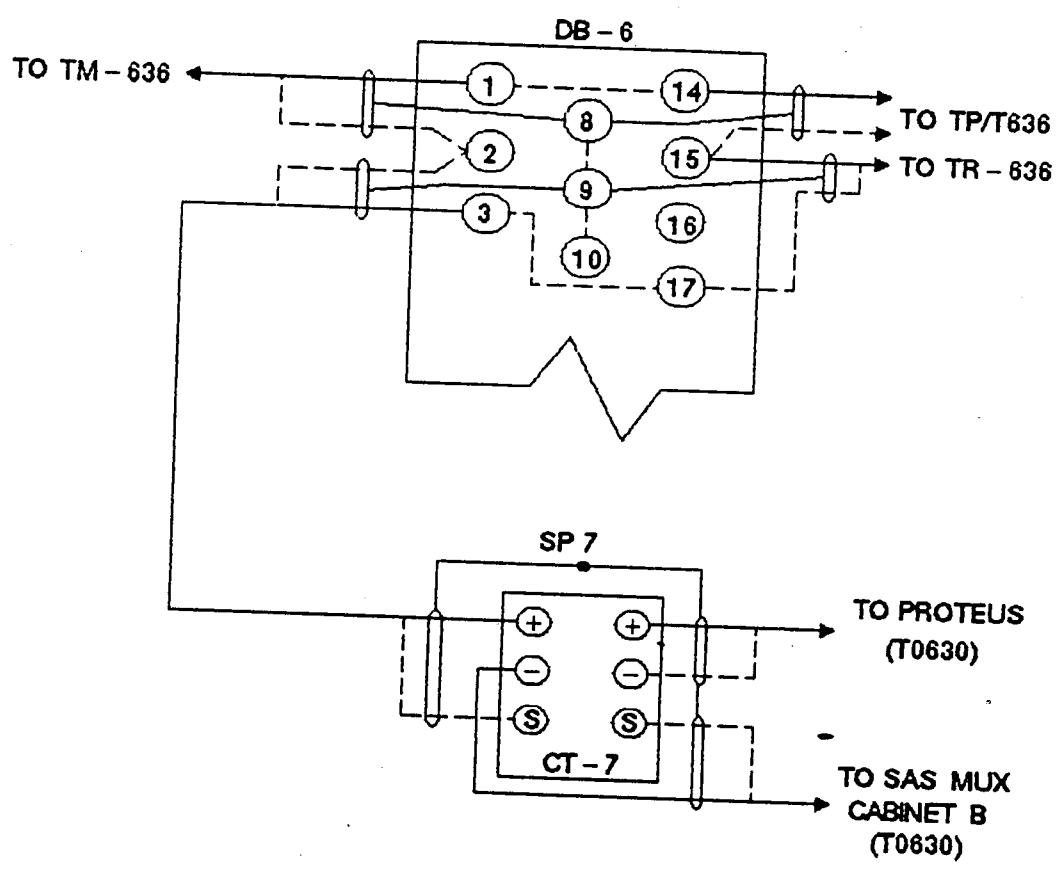 DB – 6
TO TM – 636
1
14
8
TO TP/T636
2
15
TO TR – 636
9
3
16
10
17
SP 7
+
+
TO PROTEUS
(T0630)
–
–
S
S
CT – 7
TO SAS MUX
CABINET B
(T0630)